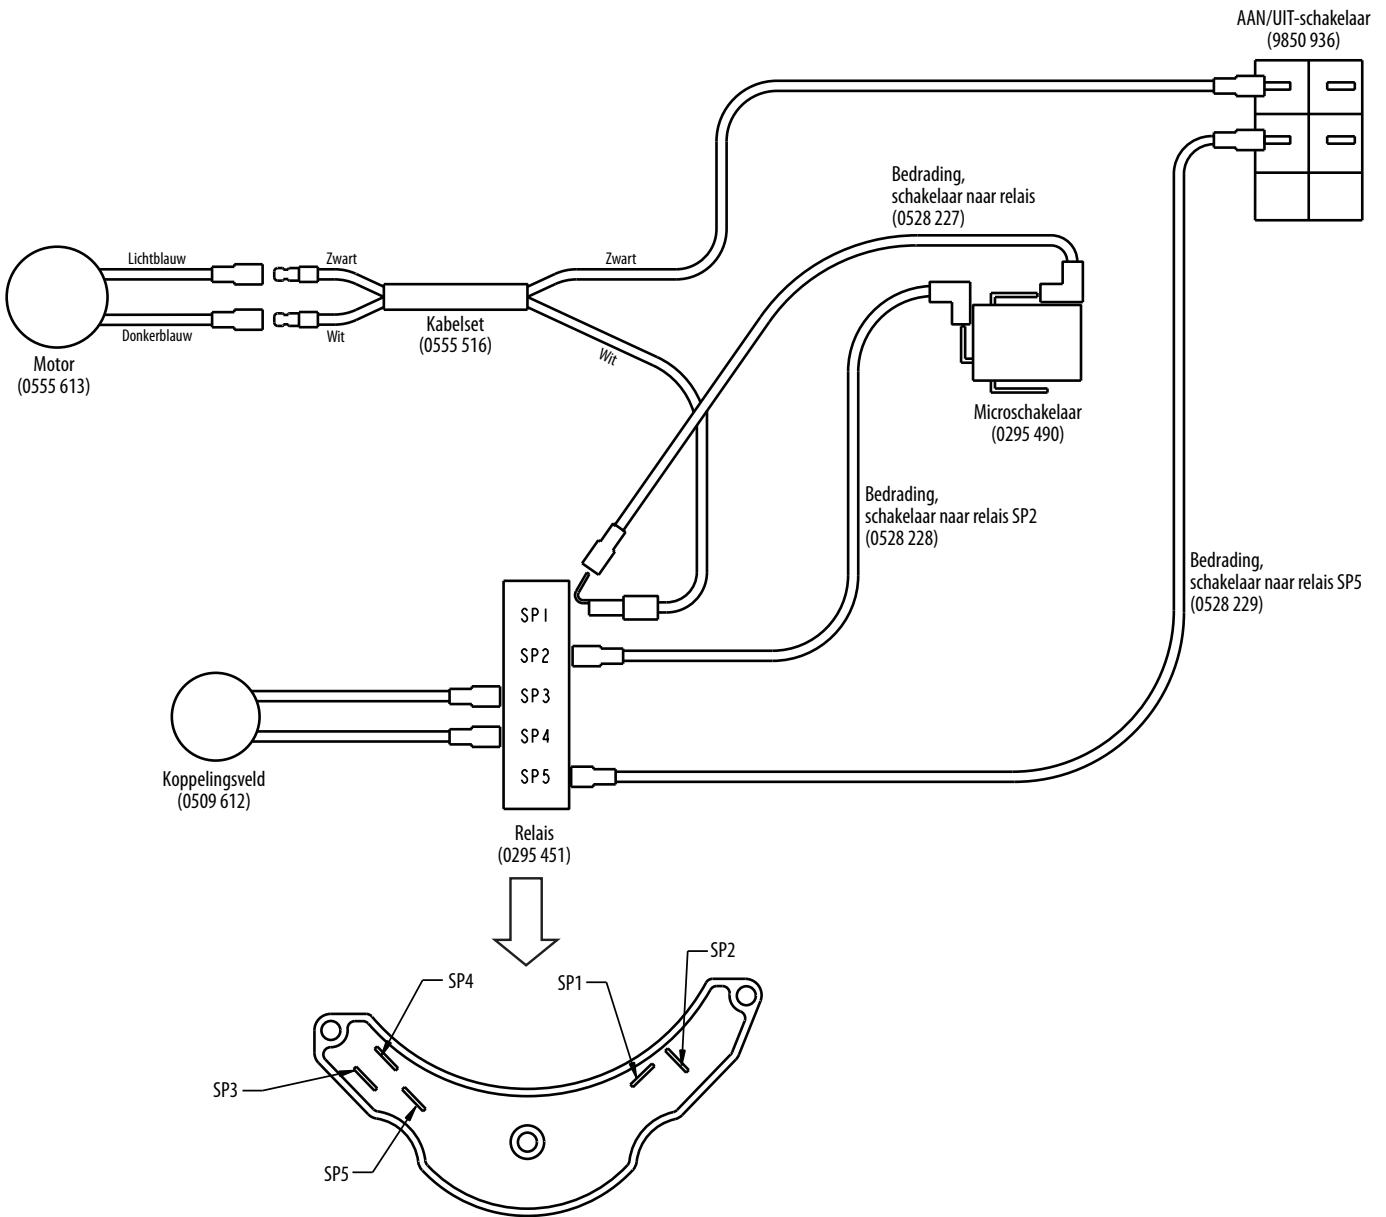 AAN/UIT-schakelaar
(9850 936)
Bedrading,
schakelaar naar relais
(0528 227)
Lichtblauw
Zwart
Zwart
Donkerblauw
Wit
Kabelset
(0555 516)
Wit
Motor
(0555 613)
Microschakelaar
(0295 490)
Bedrading,
schakelaar naar relais SP2
(0528 228)
Bedrading,
schakelaar naar relais SP5
(0528 229)
SP1
SP2
SP3
SP4
SP5
Koppelingsveld
(0509 612)
Relais
(0295 451)
SP2
SP4
SP1
SP3
SP5